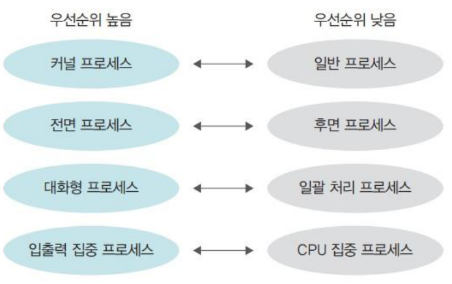 우선순위 높음 우선순위 낮음
커널 프로세스 일반 프로세스
전면 프로세스 후면 프로세스
대화형 프로세스 일괄 처리 프로세스
입출력 집중 프로세스 CPU 집중 프로세스